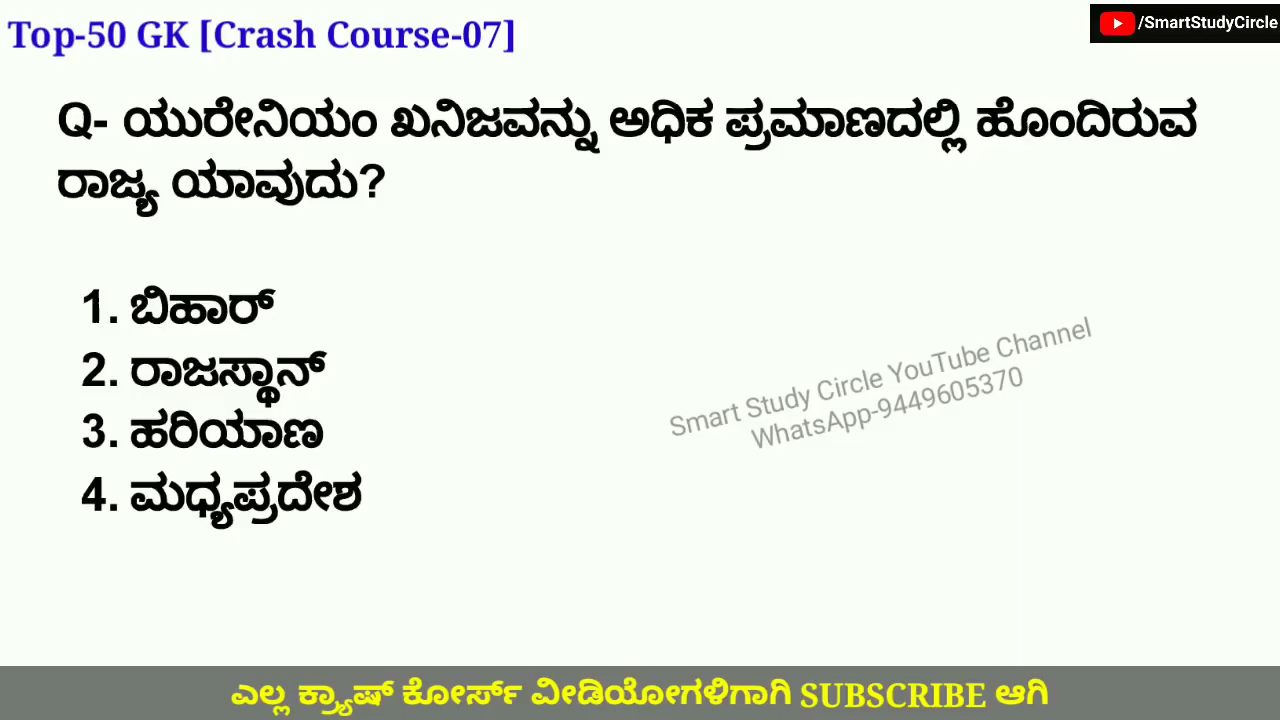 Top-50 GK [Crash Course-07]
/SmartStudyCircle
Q- ಯುರೇನಿಯಂ ಖನಿಜವನ್ನು ಅಧಿಕ ಪ್ರಮಾಣದಲ್ಲಿ ಹೊಂದಿರುವ
ರಾಜ್ಯ ಯಾವುದು?
1. ಬಿಹಾರ್
2. ರಾಜಸ್ಥಾನ್
3. ಹರಿಯಾಣ
4. ಮಧ್ಯಪ್ರದೇಶ
Smart Study Circle YouTube Channel
WhatsApp-9449605370
ಎಲ್ಲ ಕ್ರ್ಯಾಷ್ ಕೋರ್ಸ್ ವೀಡಿಯೋಗಳಿಗಾಗಿ SUBSCRIBE ಆಗಿ